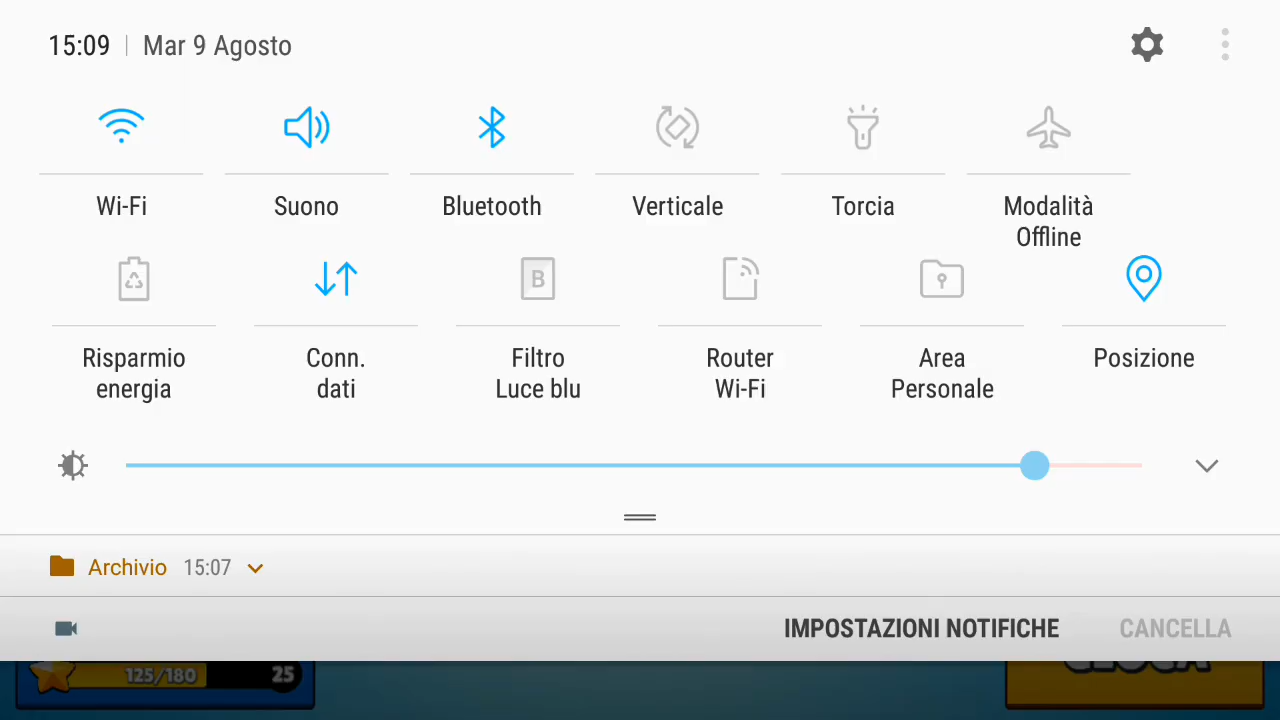 15:09 | Mar 9 Agosto
Wi-Fi
Suono
Bluetooth
Verticale
Torcia
Modalità
Offline
B
Risparmio
energia
Conn.
dati
Filtro
Luce blu
Router
Wi-Fi
Area
Personale
Posizione
Archivio 15:07
IMPOSTAZIONI NOTIFICHE CANCELLA
125/180 25
GIOCA